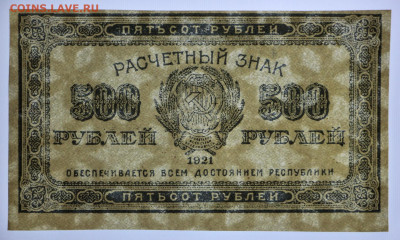 COINS.LAVE.RU
ПЯТЬСОТ РУБЛЕЙ
РАСЧЕТНЫЙ ЗНАК
500 500
РУБЛЕЙ РУБЛЕЙ
1921
ОБЕСПЕЧИВАЕТСЯ ВСЕМ ДОСТОЯНИЕМ РЕСПУБЛИКИ
ПЯТЬСОТ РУБЛЕЙ